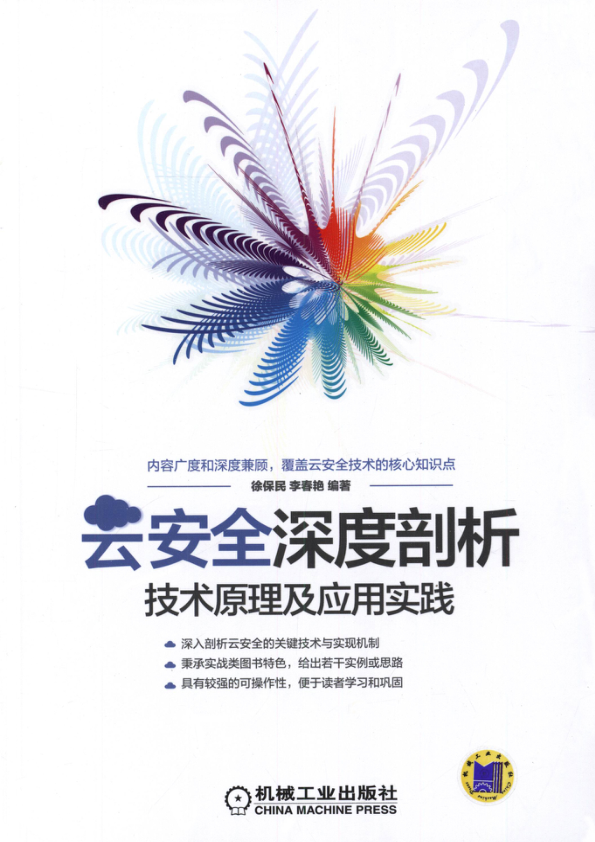 内容广度和深度兼顾，覆盖云安全技术的核心知识点
徐保民 李春艳 编著
云安全深度剖析
技术原理及应用实践
深入剖析云安全的关键技术与实现机制
秉承实战类图书特色，给出若干实例或思路
具有较强的可操作性，便于读者学习和巩固
机械工业出版社
CHINA MACHINE PRESS